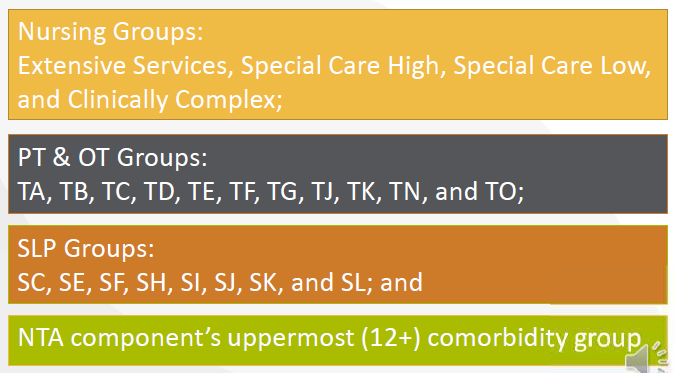 Nursing Groups:
Extensive Services, Special Care High, Special Care Low,
and Clinically Complex;
PT & OT Groups:
TA, TB, TC, TD, TE, TF, TG, TJ, TK, TN, and TO;
SLP Groups:
SC, SE, SF, SH, SI, SJ, SK, and SL; and
NTA component’s uppermost (12+) comorbidity group